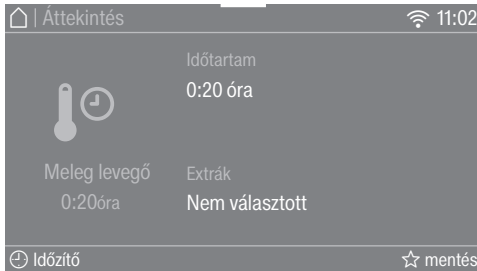 | Áttekintés 11:02
Időtartam
0:20 óra
Meleg levegő
0:20óra
Extrák
Nem választott
Időzítő mentés